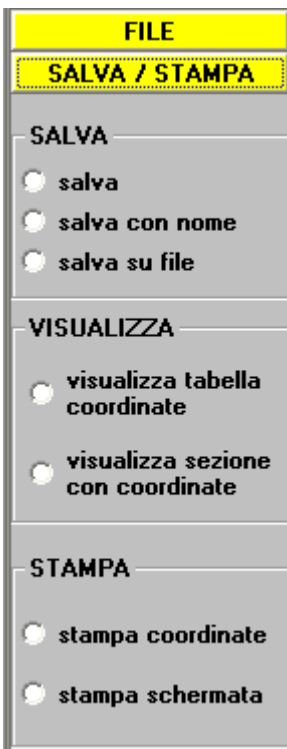 FILE
SALVA / STAMPA
SALVA
salva
salva con nome
salva su file
VISUALIZZA
visualizza tabella
coordinate
visualizza sezione
con coordinate
STAMPA
stampa coordinate
stampa schermata